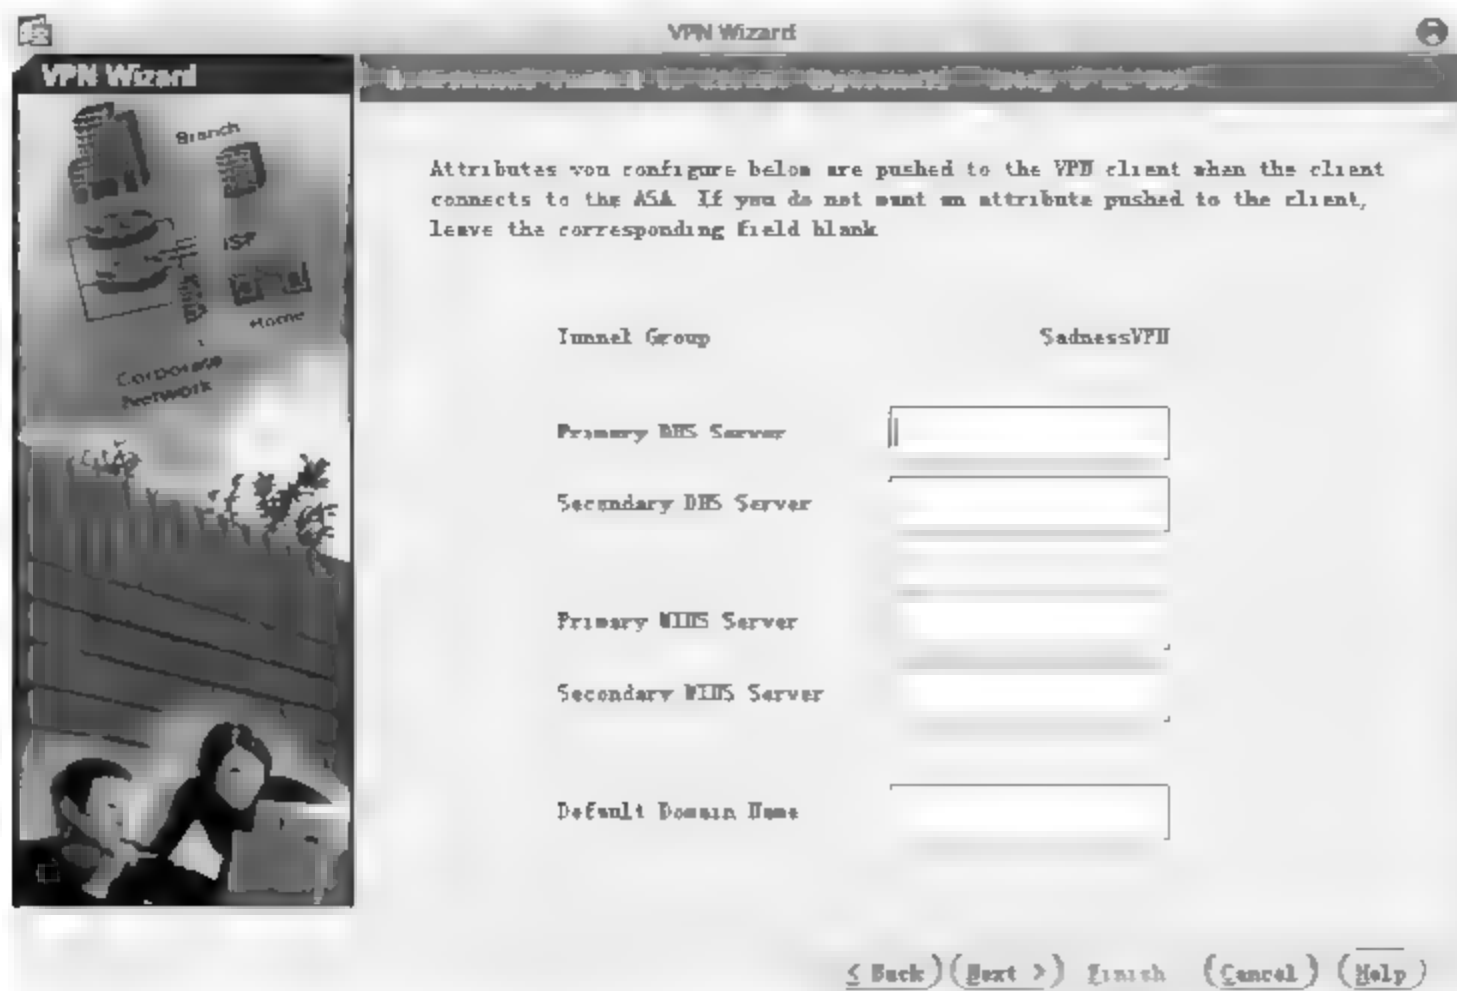 VPN Wizard
VPN Wizard
Branch
ISP
Home
Corporate
Network
Attributes you configure below are pushed to the VPN client when the client
connects to the ASA. If you do not want an attribute pushed to the client,
leave the corresponding field blank
Tunnel Group SadnessVPN
Primary DNS Server
Secondary DNS Server
Primary WINS Server
Secondary WINS Server
Default Domain Name
< Back Next > Finish Cancel Help